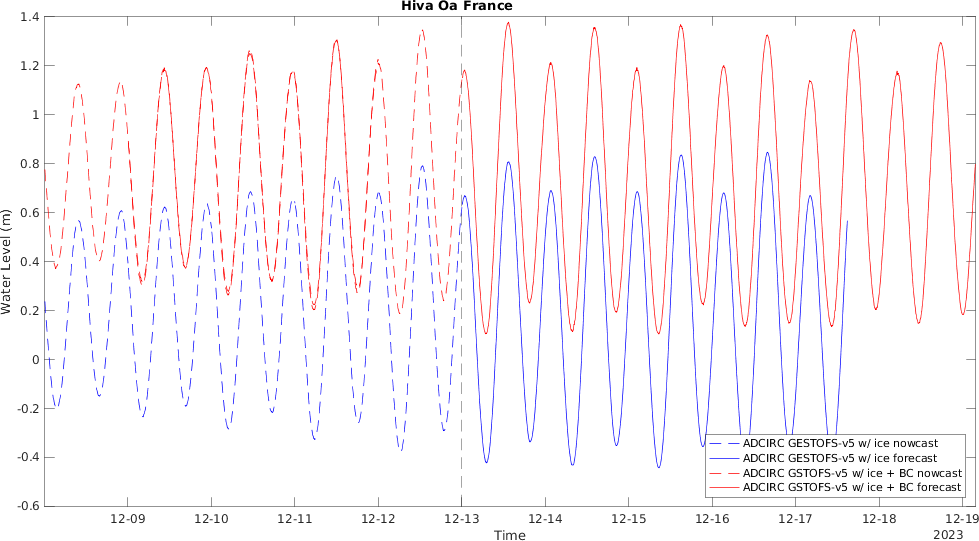 Hiva Oa France
1.4
1.2
1
0.8
0.6
0.4
0.2
0
-0.2
-0.4
-0.6
Water Level (m)
ADCIRC GESTOFS-v5 w/ ice nowcast
ADCIRC GESTOFS-v5 w/ ice forecast
ADCIRC GSTOFS-v5 w/ ice + BC nowcast
ADCIRC GSTOFS-v5 w/ ice + BC forecast
12-09 12-10 12-11 12-12 12-13 12-14 12-15 12-16 12-17 12-18 12-19
Time
2023